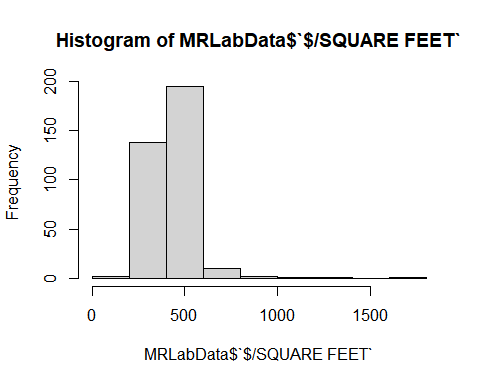 Histogram of MRLabData$`$/SQUARE FEET`
Frequency
200
150
100
50
0
0 500 1000 1500
MRLabData$`$/SQUARE FEET`